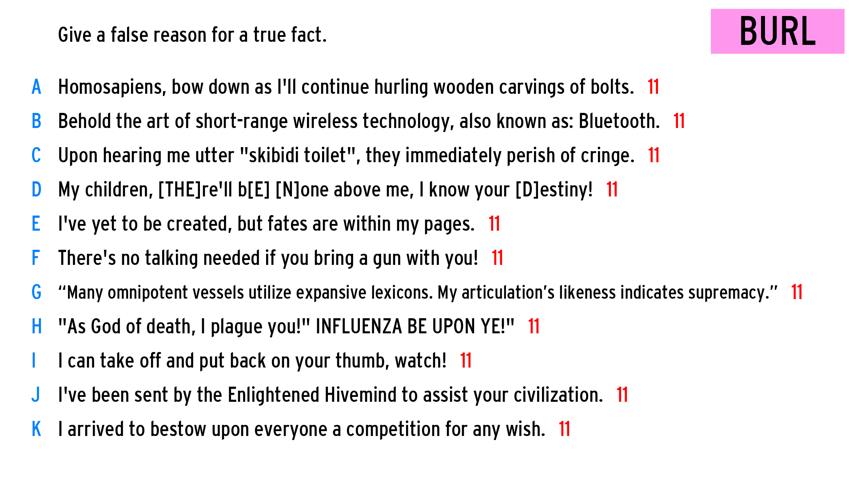 Give a false reason for a true fact.
BURL
A Homosapiens, bow down as I'll continue hurling wooden carvings of bolts. 11
B Behold the art of short-range wireless technology, also known as: Bluetooth. 11
C Upon hearing me utter "skibidi toilet", they immediately perish of cringe. 11
D My children, [THE]re'll b[E] [N]one above me, I know your [D]estiny! 11
E I've yet to be created, but fates are within my pages. 11
F There's no talking needed if you bring a gun with you! 11
G “Many omnipotent vessels utilize expansive lexicons. My articulation’s likeness indicates supremacy.” 11
H "As God of death, I plague you!" INFLUENZA BE UPON YE!" 11
I I can take off and put back on your thumb, watch! 11
J I've been sent by the Enlightened Hivemind to assist your civilization. 11
K I arrived to bestow upon everyone a competition for any wish. 11